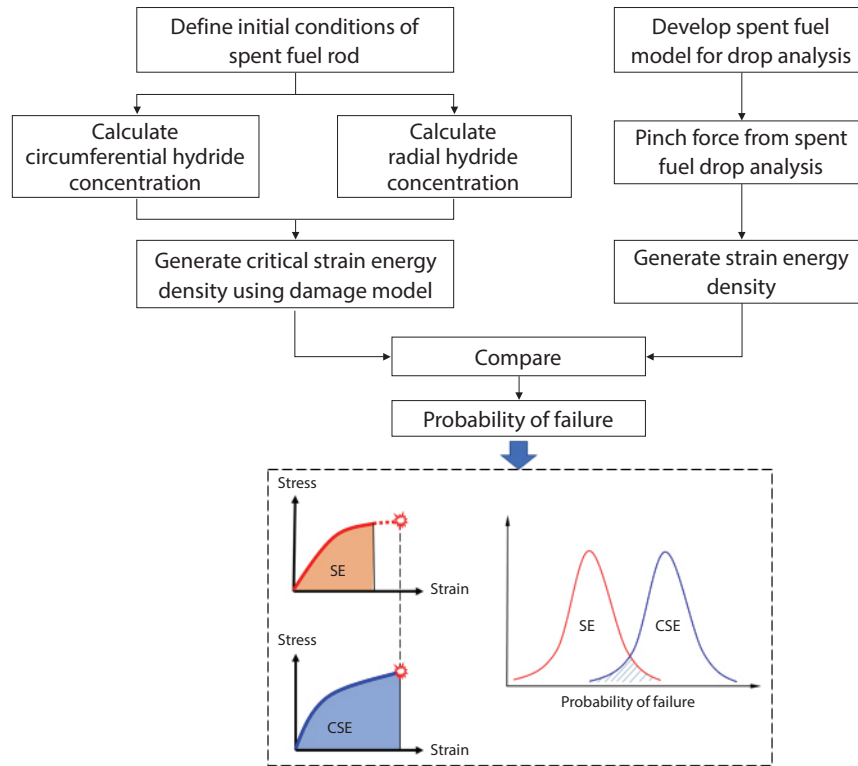 Define initial conditions of
spent fuel rod
Develop spent fuel
model for drop analysis
Calculate
circumferential hydride
concentration
Calculate
radial hydride
concentration
Pinch force from spent
fuel drop analysis
Generate critical strain energy
density using damage model
Generate strain energy
density
Compare
Probability of failure
Stress
SE
Strain
Stress
CSE
Strain
SE
CSE
Probability of failure